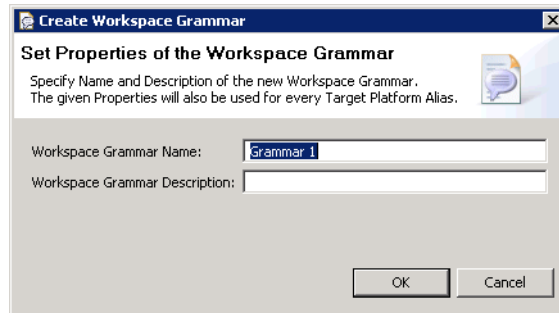 Create Workspace Grammar
Set Properties of the Workspace Grammar
Specify Name and Description of the new Workspace Grammar.
The given Properties will also be used for every Target Platform Alias.
Workspace Grammar Name: Grammar 1
Workspace Grammar Description:
OK Cancel